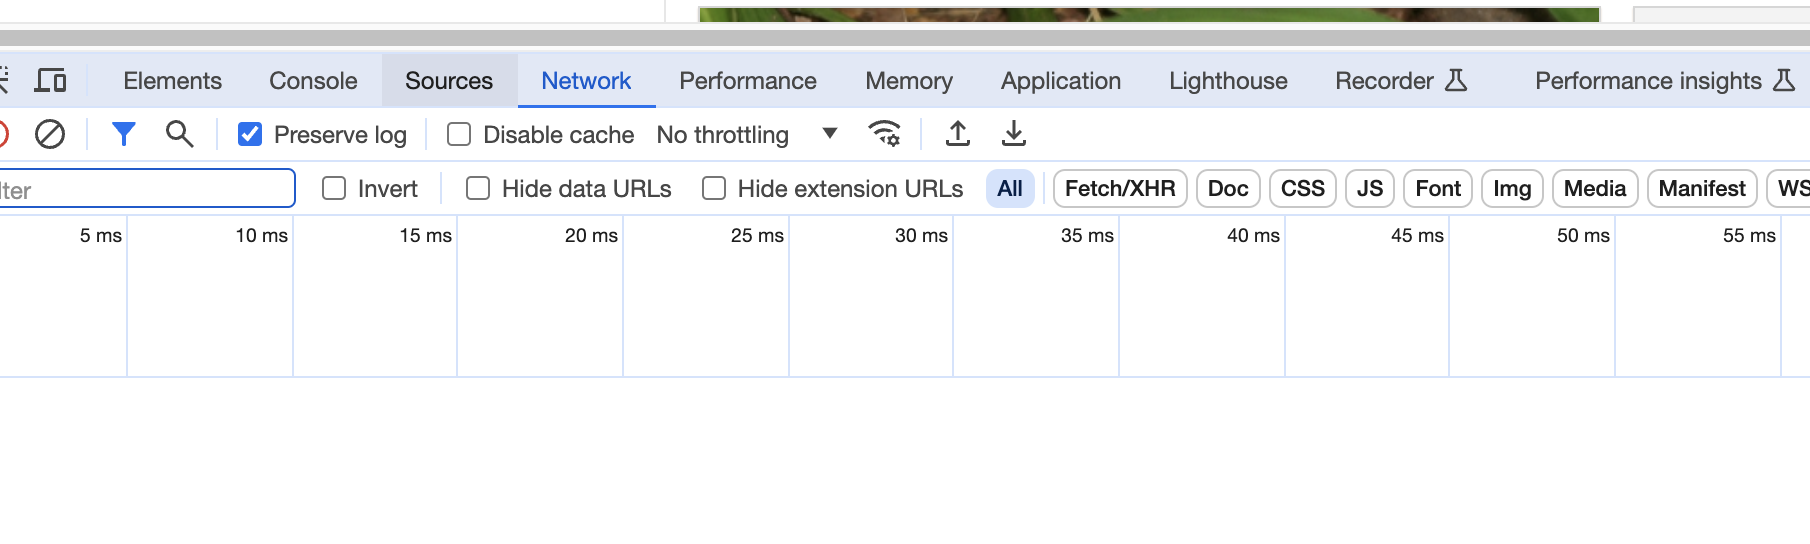 Elements Console Sources Network Performance Memory Application Lighthouse Recorder Performance insights
Preserve log Disable cache No throttling
lter Invert Hide data URLs Hide extension URLs All Fetch/XHR Doc CSS JS Font Img Media Manifest WS
5 ms 10 ms 15 ms 20 ms 25 ms 30 ms 35 ms 40 ms 45 ms 50 ms 55 ms